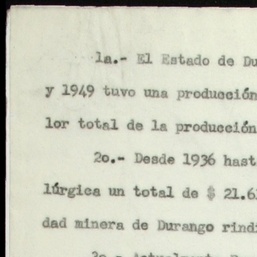 1a.- El Estado de Du
y 1949 tuvo una producción
lor total de la producción
2o.- Desde 1936 hast
lúrgica un total de $ 21.6
dad minera de Durango rindi